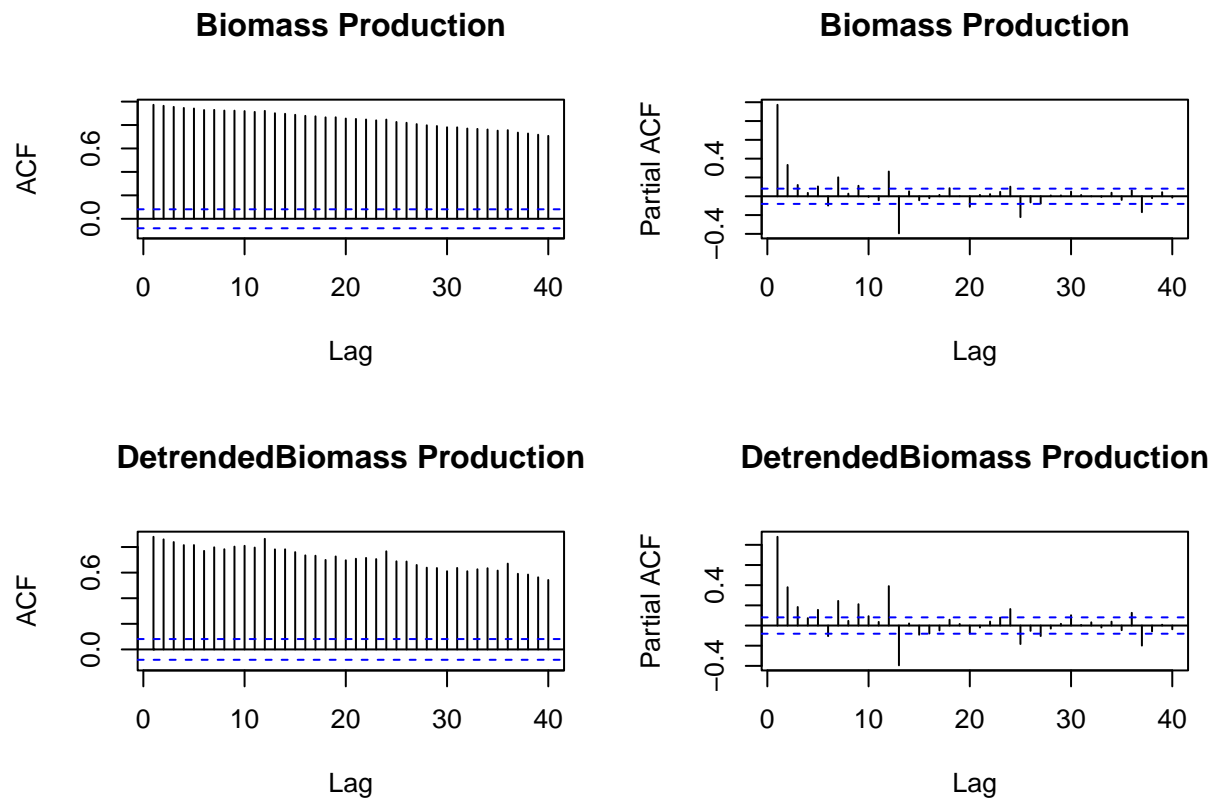 Biomass Production
ACF
0.0 0.6
0 10 20 30 40
Lag
Biomass Production
Partial ACF
−0.4 0.4
0 10 20 30 40
Lag
DetrendedBiomass Production
ACF
0.0 0.6
0 10 20 30 40
Lag
DetrendedBiomass Production
Partial ACF
−0.4 0.4
0 10 20 30 40
Lag